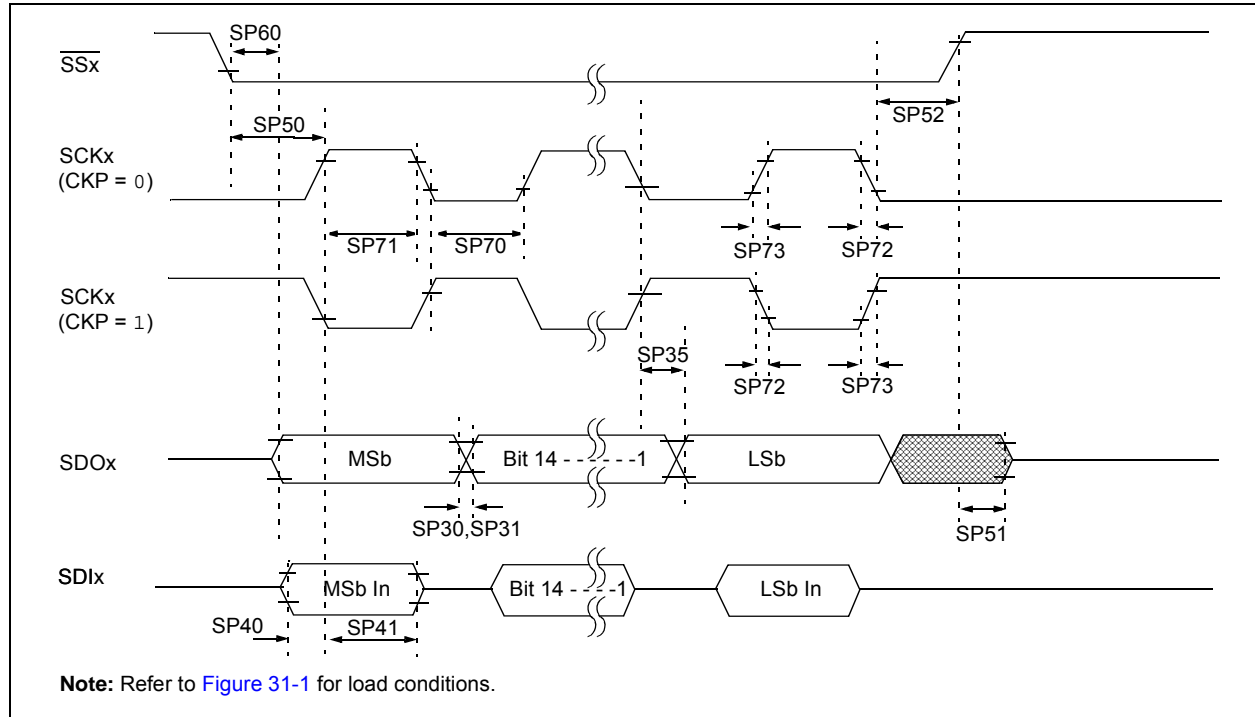 SP60
SSx
SP50
SP52
SCKx
(CKP = 0)
SP71
SP70
SP73
SP72
SCKx
(CKP = 1)
SP35
SP72
SP73
SDOx
MSb
Bit 14 - - - - - -1
LSb
SP30,SP31
SP51
SDIx
MSb In
Bit 14 - - - -1
LSb In
SP40
SP41
Note: Refer to Figure 31-1 for load conditions.